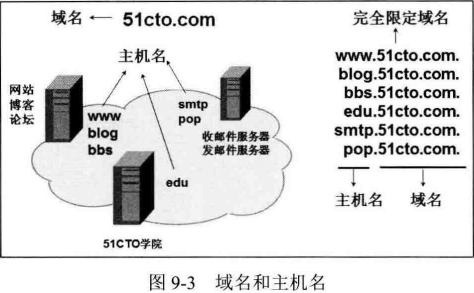 域名 51cto.com
完全限定域名
主机名
网站
博客
论坛
www
blog
bbs
smtp
pop
收邮件服务器
发邮件服务器
edu
51CTO学院
www.51cto.com.
blog.51cto.com.
bbs.51cto.com.
edu.51cto.com.
smtp.51cto.com.
pop.51cto.com.
主机名 域名
图 9-3 域名和主机名